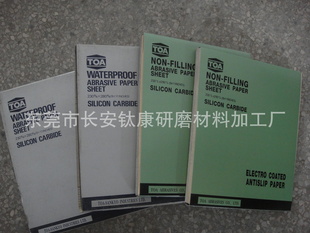 TOA
WATERPROOF
ABRASIVE PAPER
SHEET
SILICON CARBIDE
TOA
WATERPROOF
ABRASIVE PAPER
SHEET
SILICON CARBIDE
TOA
NON-FILLING
ABRASIVE PAPER
SHEET
SILICON CARBIDE
TOA
NON-FILLING
ABRASIVE PAPER
SHEET
SILICON CARBIDE
ELECTRO COATED
ANTISLIP PAPER
东莞市长安钛康研磨材料加工厂